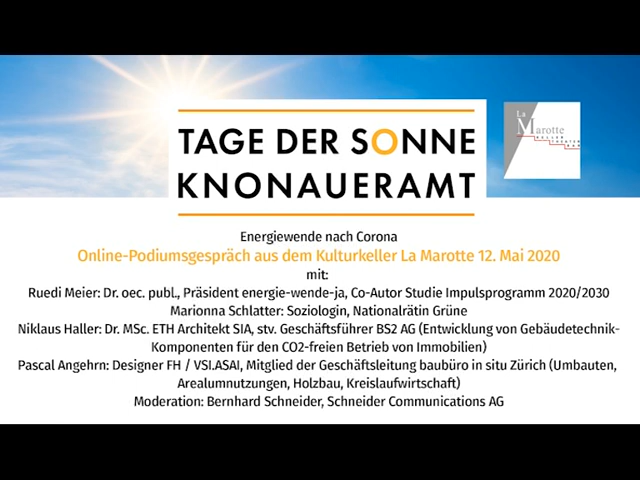 La
Marotte
KELLER
THEATER
BAR
TAGE DER SONNE
KNONAUERAMT
Energiewende nach Corona
Online-Podiumsgespräch aus dem Kulturkeller La Marotte 12. Mai 2020
mit:
Ruedi Meier: Dr. oec. publ., Präsident energie-wende-ja, Co-Autor Studie Impulsprogramm 2020/2030
Marionna Schlatter: Soziologin, Nationalrätin Grüne
Niklaus Haller: Dr. MSc. ETH Architekt SIA, stv. Geschäftsführer BS2 AG (Entwicklung von Gebäudetechnik-
Komponenten für den CO2-freien Betrieb von Immobilien)
Pascal Angehrn: Designer FH / VSI.ASAI, Mitglied der Geschäftsleitung baubüro in situ Zürich (Umbauten,
Arealumnutzungen, Holzbau, Kreislaufwirtschaft)
Moderation: Bernhard Schneider, Schneider Communications AG